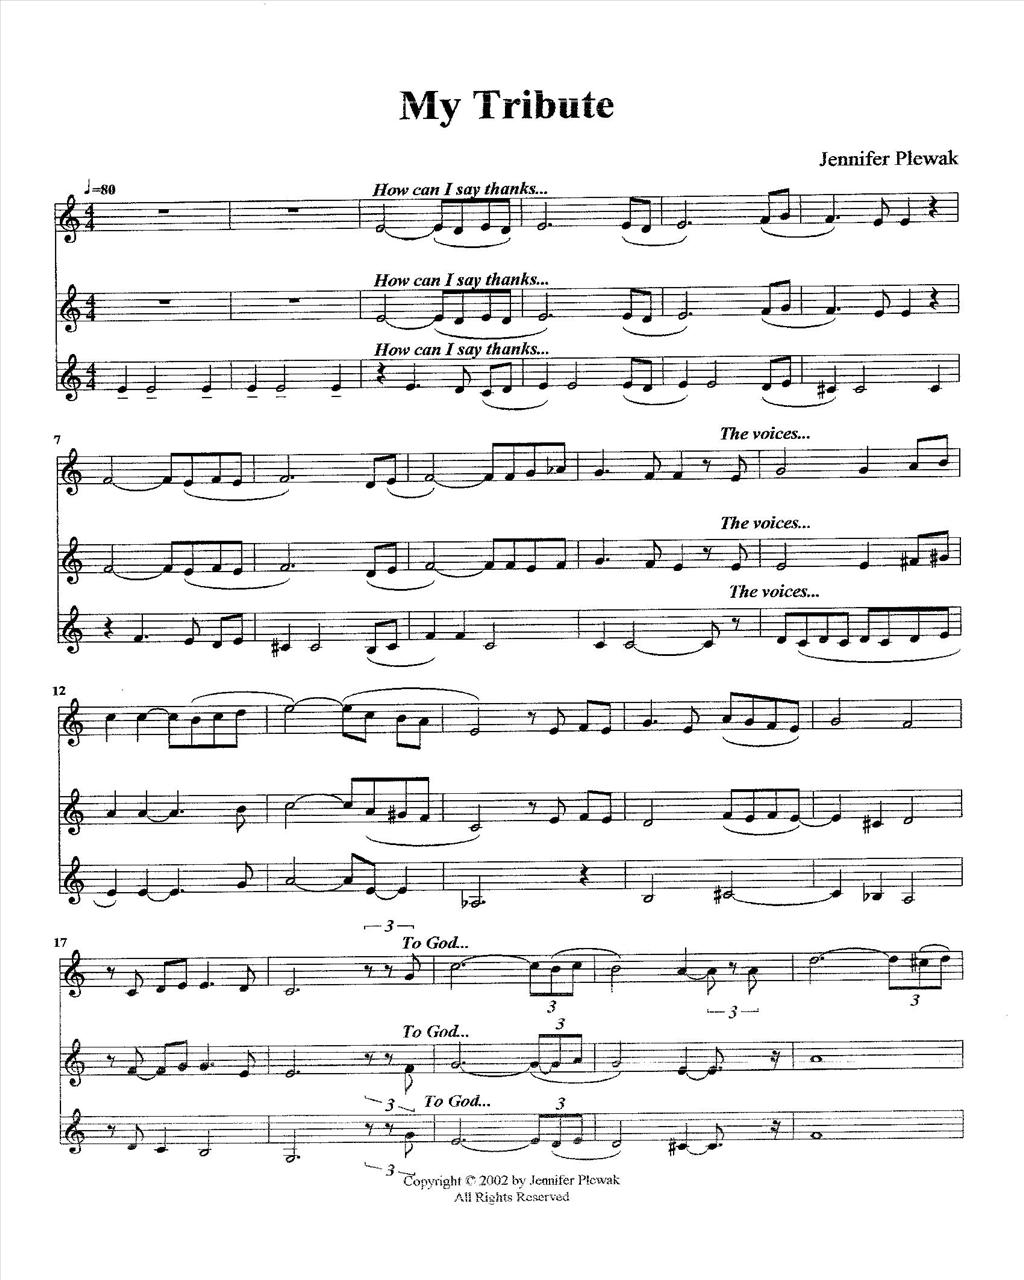 My Tribute
Jennifer Plewak
♩=80
How can I say thanks...
How can I say thanks...
How can I say thanks...
7
The voices...
The voices...
The voices...
12
17
3
To God...
3
3
To God...
3
3
To God...
3
3
Copyright © 2002 by Jennifer Plewak
All Rights Reserved